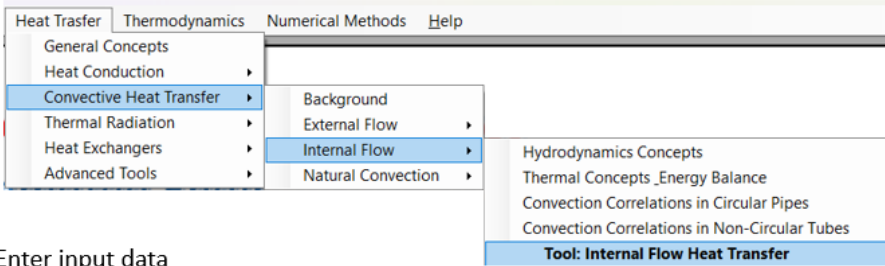 Heat Trasfer Thermodynamics Numerical Methods Help
General Concepts
Heat Conduction
Convective Heat Transfer
Thermal Radiation
Heat Exchangers
Advanced Tools
Background
External Flow
Internal Flow
Natural Convection
Hydrodynamics Concepts
Thermal Concepts _Energy Balance
Convection Correlations in Circular Pipes
Convection Correlations in Non-Circular Tubes
Tool: Internal Flow Heat Transfer
Enter input data